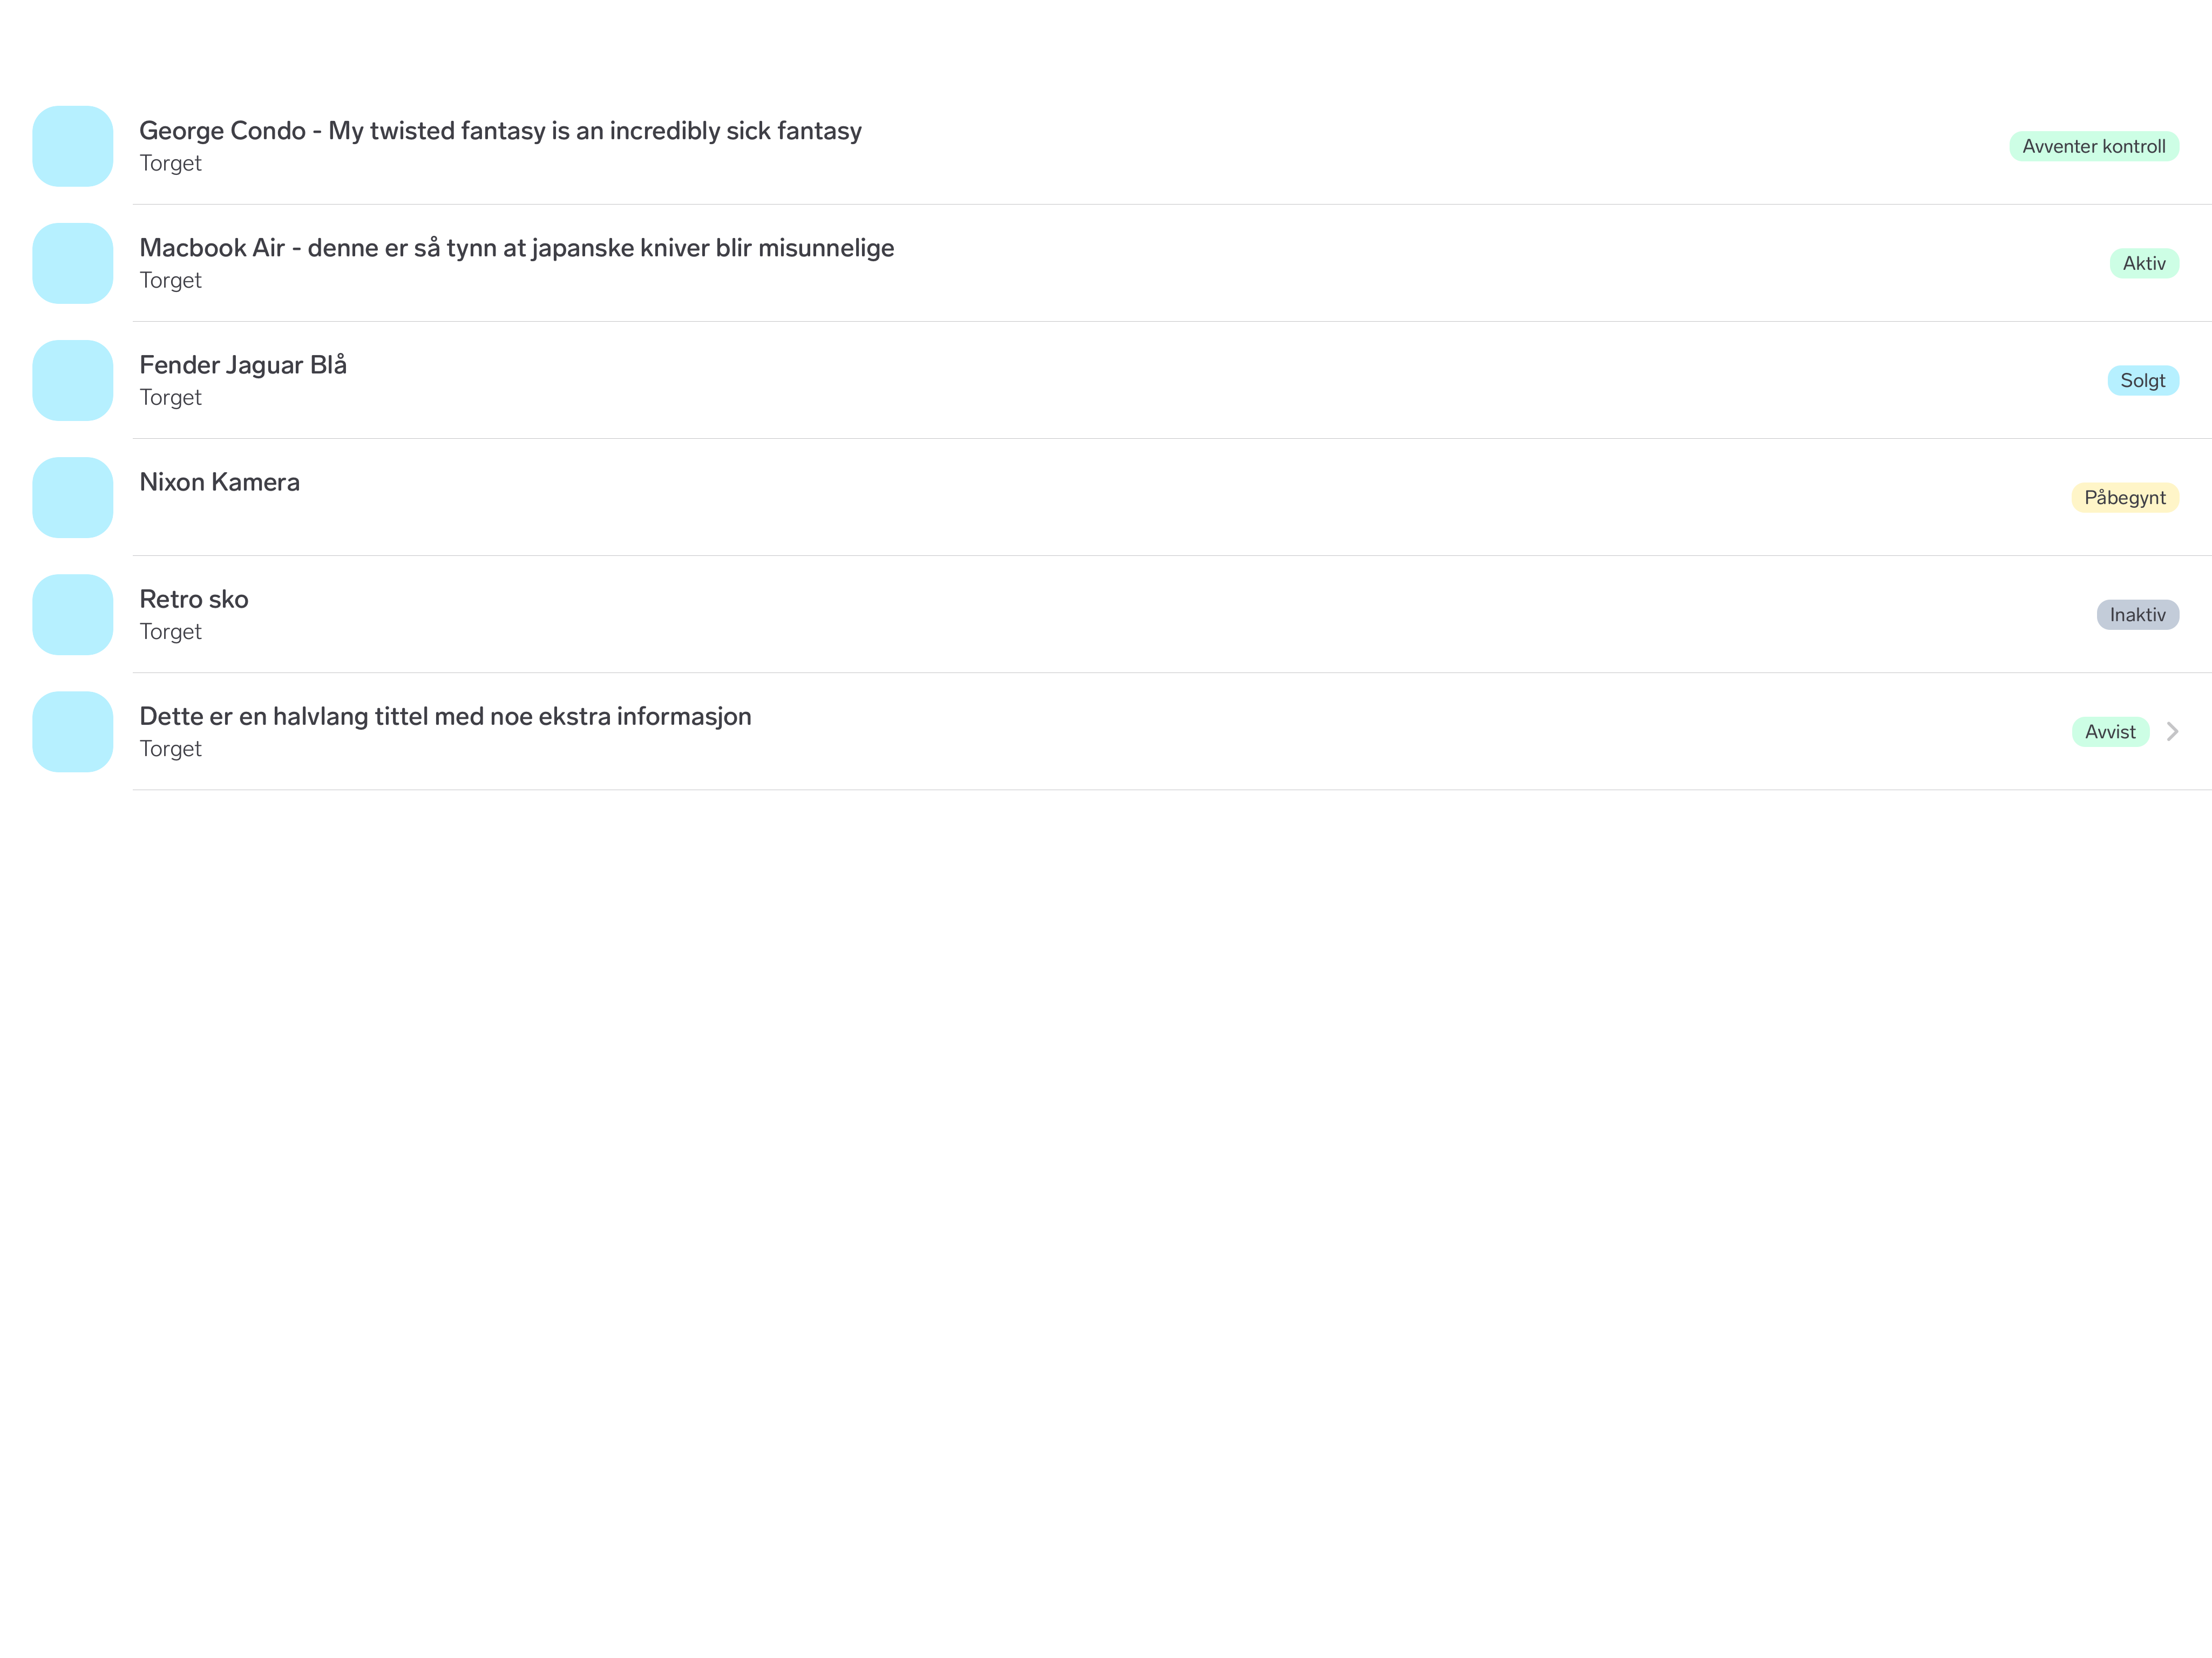 George Condo - My twisted fantasy is an incredibly sick fantasy
Torget
Avventer kontroll
Macbook Air - denne er så tynn at japanske kniver blir misunnelige
Torget
Aktiv
Fender Jaguar Blå
Torget
Solgt
Nixon Kamera
Påbegynt
Retro sko
Torget
Inaktiv
Dette er en halvlang tittel med noe ekstra informasjon
Torget
Avvist